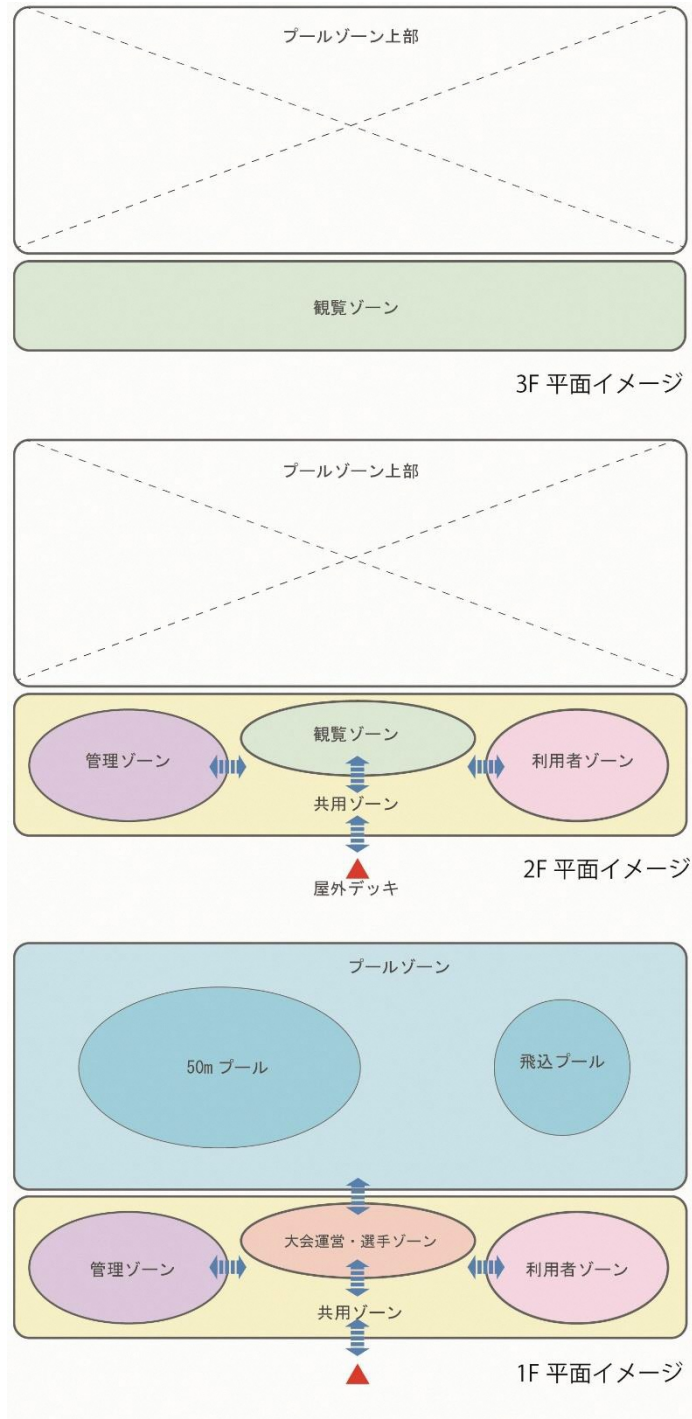 プールゾーン上部
観覧ゾーン
3F 平面イメージ
プールゾーン上部
観覧ゾーン
管理ゾーン
利用者ゾーン
共用ゾーン
2F 平面イメージ
屋外デッキ
プールゾーン
50m プール
飛込プール
大会運営・選手ゾーン
管理ゾーン
利用者ゾーン
共用ゾーン
1F 平面イメージ